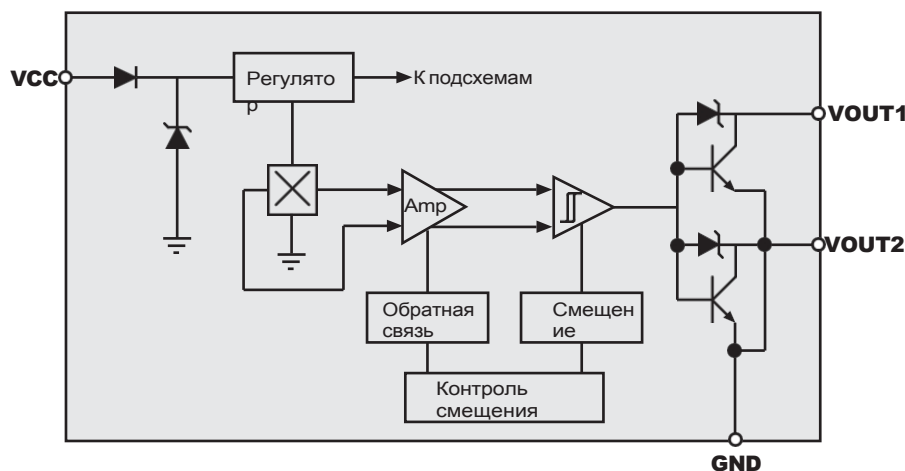 VCC
Регулято
р
К подсхемам
VOUT1
Amp
VOUT2
Обратная
связь
Смещен
ие
Контроль
смещения
GND